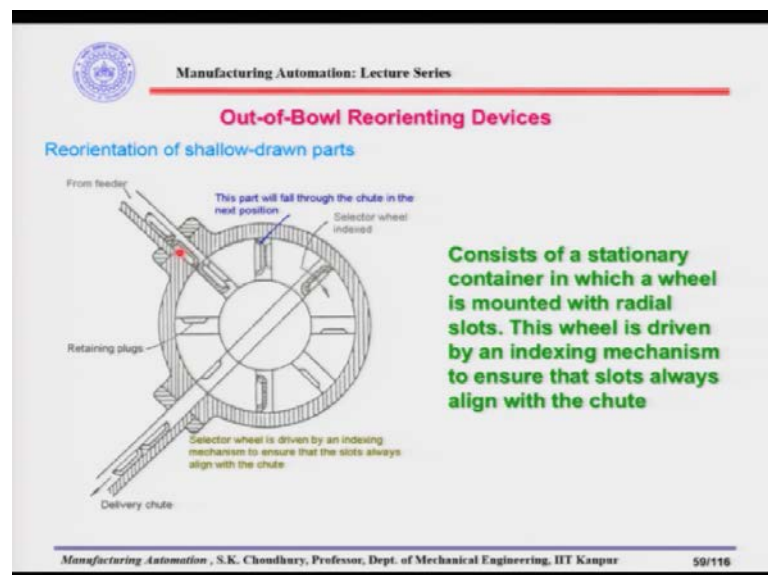 Manufacturing Automation: Lecture Series
Out-of-Bowl Reorienting Devices
Reorientation of shallow-drawn parts
From feeder
This part will fall through the chute in the
next position
Selector wheel
indexed
Retaining plugs
Selector wheel is driven by an indexing
mechanism to ensure that the slots always
align with the chute
Delivery chute
Consists of a stationary
container in which a wheel
is mounted with radial
slots. This wheel is driven
by an indexing mechanism
to ensure that slots always
align with the chute
Manufacturing Automation , S.K. Choudhury, Professor, Dept. of Mechanical Engineering, IIT Kanpur
59/116